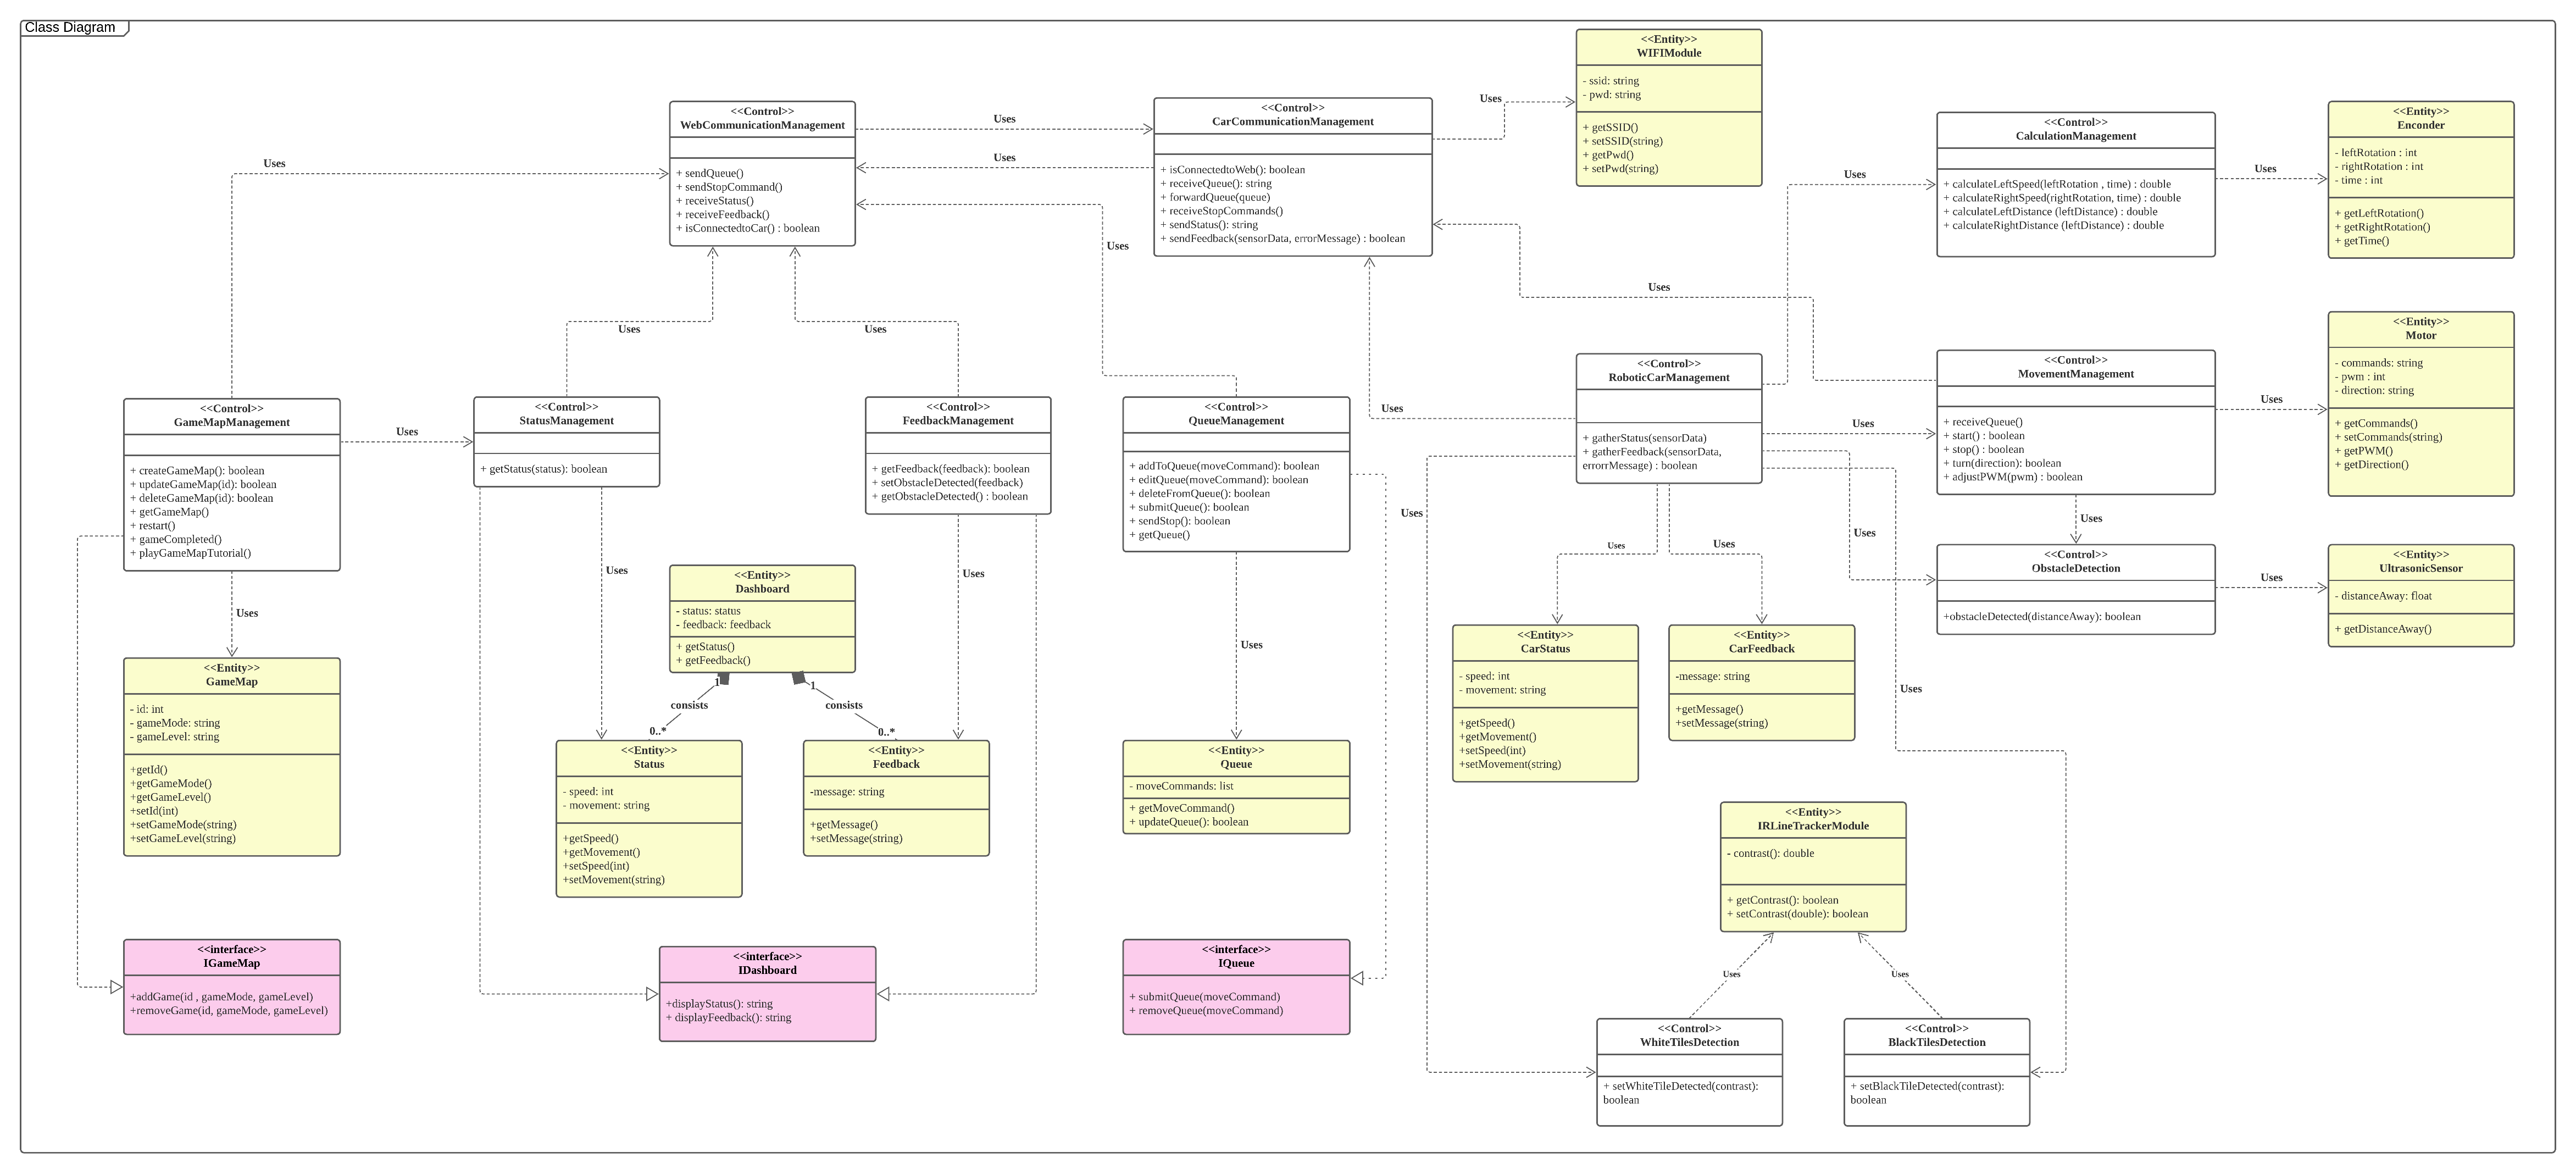 Class Diagram
<<Entity>>
WIFIModule
- ssid: string
- pwd: string
+ getSSID()
+ setSSID(string)
+ getPwd()
+ setPwd(string)
<<Control>>
WebCommunicationManagement
+ sendQueue()
+ sendStopCommand()
+ receiveStatus()
+ receiveFeedback()
+ isConnectedtoCar() : boolean
Uses
Uses
<<Control>>
CarCommunicationManagement
+ isConnectedtoWeb(): boolean
+ receiveQueue(): string
+ forwardQueue(queue)
+ receiveStopCommands()
+ sendStatus(): string
+ sendFeedback(sensorData, errorMessage) : boolean
Uses
<<Control>>
CalculationManagement
+ calculateLeftSpeed(leftRotation , time) : double
+ calculateRightSpeed(rightRotation, time) : double
+ calculateLeftDistance (leftDistance) : double
+ calculateRightDistance (leftDistance) : double
Uses
<<Entity>>
Enconder
- leftRotation : int
- rightRotation : int
- time : int
+ getLeftRotation()
+ getRightRotation()
+ getTime()
Uses
Uses
Uses
Uses
Uses
Uses
<<Control>>
GameMapManagement
+ createGameMap(): boolean
+ updateGameMap(id): boolean
+ deleteGameMap(id): boolean
+ getGameMap()
+ restart()
+ gameCompleted()
+ playGameMapTutorial()
Uses
<<Control>>
StatusManagement
+ getStatus(status): boolean
<<Control>>
FeedbackManagement
+ getFeedback(feedback): boolean
+ setObstacleDetected(feedback)
+ getObstacleDetected() : boolean
<<Control>>
QueueManagement
+ addToQueue(moveCommand): boolean
+ editQueue(moveCommand): boolean
+ deleteFromQueue(): boolean
+ submitQueue(): boolean
+ sendStop(): boolean
+ getQueue()
Uses
Uses
<<Control>>
RoboticCarManagement
+ gatherStatus(sensorData)
+ gatherFeedback(sensorData,
errorrMessage) : boolean
Uses
<<Control>>
MovementManagement
+ receiveQueue()
+ start() : boolean
+ stop() : boolean
+ turn(direction): boolean
+ adjustPWM(pwm) : boolean
Uses
<<Entity>>
Motor
- commands: string
- pwm : int
- direction: string
+ getCommands()
+ setCommands(string)
+ getPWM()
+ getDirection()
Uses
Uses
Uses
Uses
<<Control>>
ObstacleDetection
+obstacleDetected(distanceAway): boolean
Uses
<<Entity>>
UltrasonicSensor
- distanceAway: float
+ getDistanceAway()
Uses
Uses
Uses
<<Entity>>
Dashboard
- status: status
- feedback: feedback
+ getStatus()
+ getFeedback()
1
1
consists
consists
0..*
0..*
Uses
Uses
<<Entity>>
GameMap
- id: int
- gameMode: string
- gameLevel: string
+getId()
+getGameMode()
+getGameLevel()
+setId(int)
+setGameMode(string)
+setGameLevel(string)
<<Entity>>
Status
- speed: int
- movement: string
+getSpeed()
+getMovement()
+setSpeed(int)
+setMovement(string)
<<Entity>>
Feedback
-message: string
+getMessage()
+setMessage(string)
<<Entity>>
Queue
- moveCommands: list
+ getMoveCommand()
+ updateQueue(): boolean
<<Entity>>
CarStatus
- speed: int
- movement: string
+getSpeed()
+getMovement()
+setSpeed(int)
+setMovement(string)
<<Entity>>
CarFeedback
-message: string
+getMessage()
+setMessage(string)
Uses
<<Entity>>
IRLineTrackerModule
- contrast(): double
+ getContrast(): boolean
+ setContrast(double): boolean
<<interface>>
IGameMap
+addGame(id , gameMode, gameLevel)
+removeGame(id, gameMode, gameLevel)
<<interface>>
IDashboard
+displayStatus(): string
+ displayFeedback(): string
<<interface>>
IQueue
+ submitQueue(moveCommand)
+ removeQueue(moveCommand)
Uses
Uses
<<Control>>
WhiteTilesDetection
+ setWhiteTileDetected(contrast):
boolean
<<Control>>
BlackTilesDetection
+ setBlackTileDetected(contrast):
boolean